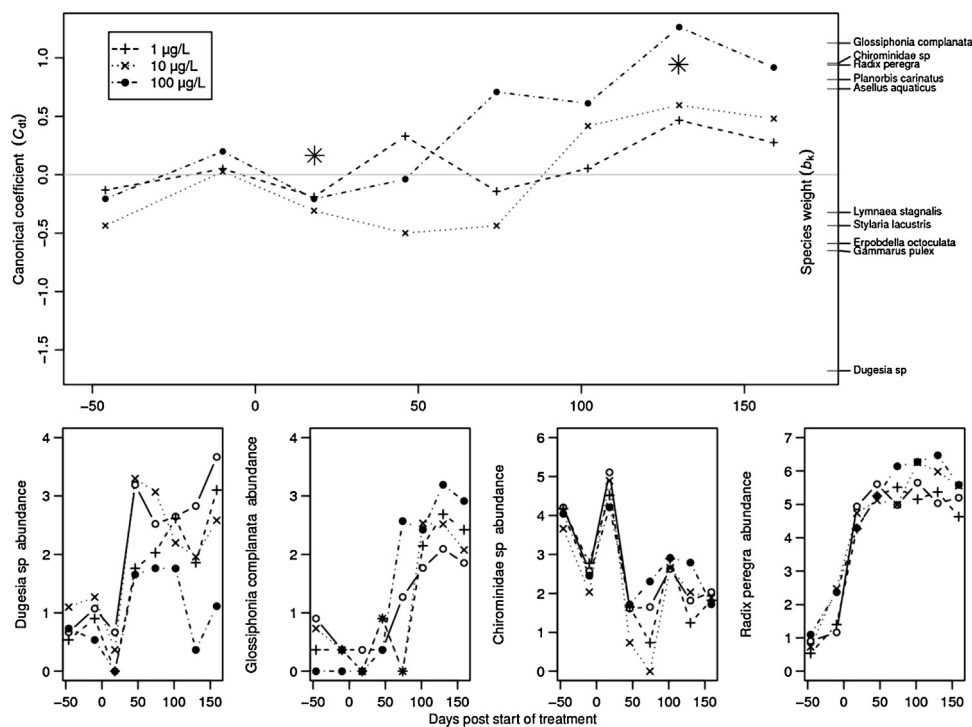 1 µg/L
10 µg/L
100 µg/L
Canonical coefficient (Cdt)
1.0
0.5
0.0
−0.5
−1.0
−1.5
−50
0
50
100
150
Species weight (bk)
Glossiphonia complanata
Chirominidae sp
Radix peregra
Planorbis carinatus
Asellus aquaticus
Lymnaea stagnalis
Stylaria lacustris
Erpobdella octoculata
Gammarus pulex
Dugesia sp
Dugesia sp abundance
4
3
2
1
0
−50 0 50 100 150
Glossiphonia complanata abundance
4
3
2
1
0
−50 0 50 100 150
Chirominidae sp abundance
6
5
4
3
2
1
0
−50 0 50 100 150
Radix peregra abundance
7
6
5
4
3
2
1
0
−50 0 50 100 150
Days post start of treatment